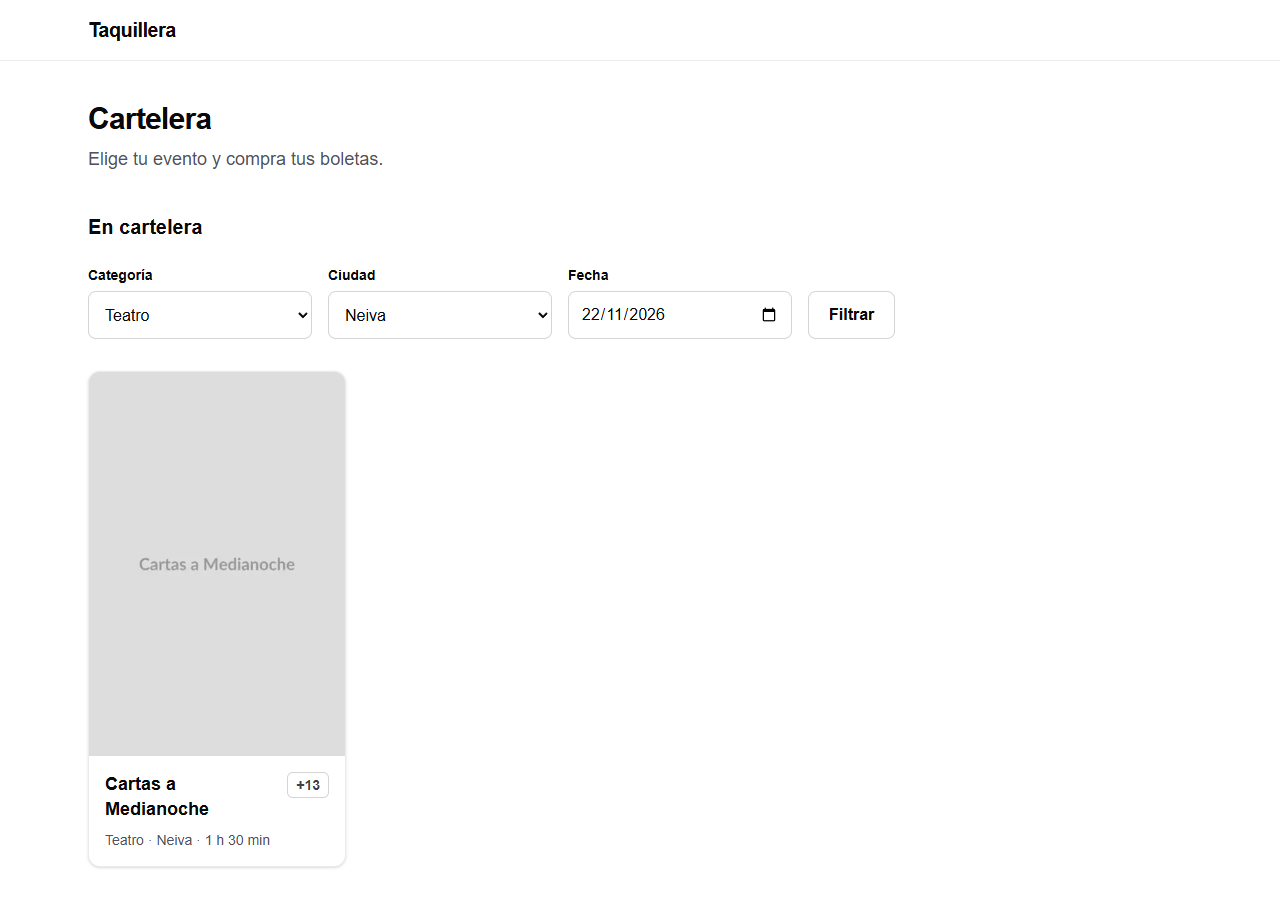 Taquillera
Cartelera
Elige tu evento y compra tus boletas.
En cartelera
Categoría
Ciudad
Fecha
Teatro
Neiva
22/11/2026
Filtrar
Cartas a Medianoche
Cartas a
Medianoche
+13
Teatro · Neiva · 1 h 30 min